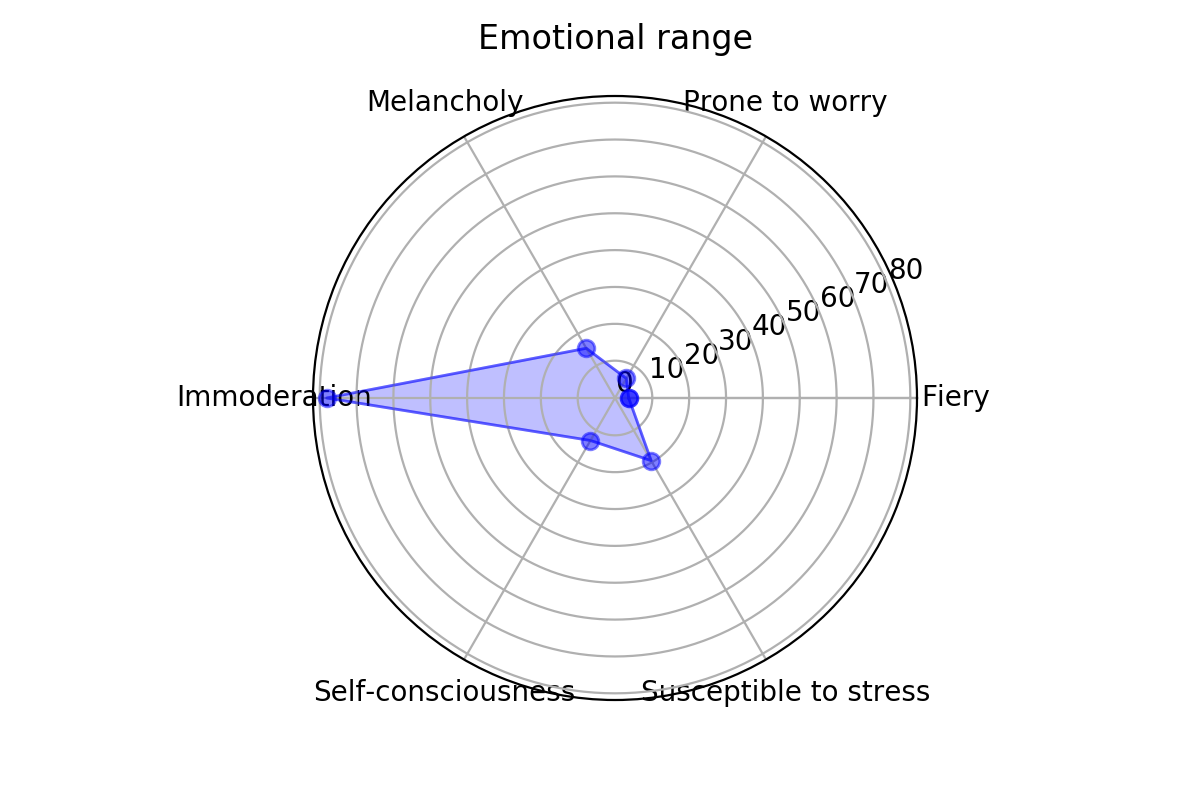 Emotional range
Melancholy
Prone to worry
80
70
60
50
40
30
20
10
0
Immoderation
Fiery
Self-consciousness
Susceptible to stress